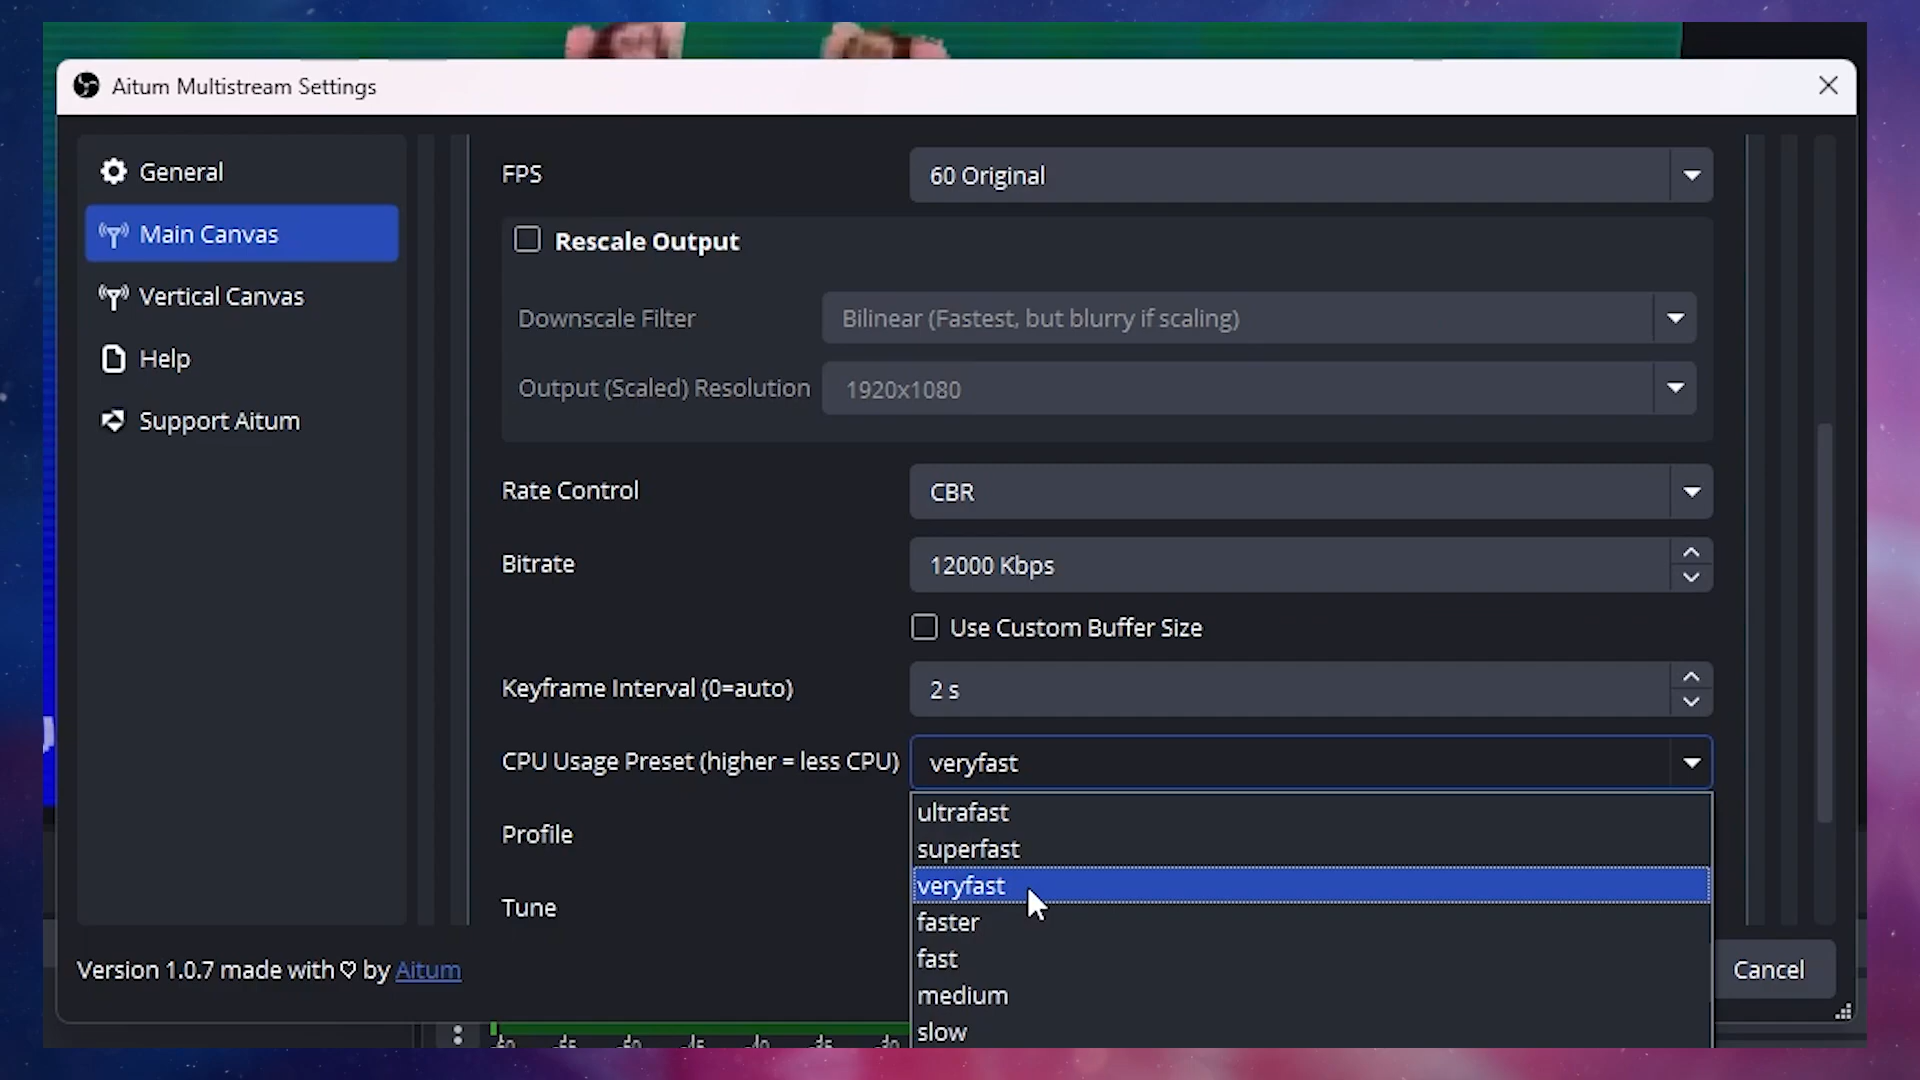 Aitum Multistream Settings
General
Main Canvas
Vertical Canvas
Help
Support Aitum
FPS
60 Original
Rescale Output
Downscale Filter
Bilinear (Fastest, but blurry if scaling)
Output (Scaled) Resolution
1920x1080
Rate Control
CBR
Bitrate
12000 Kbps
Use Custom Buffer Size
Keyframe Interval (0=auto)
2 s
CPU Usage Preset (higher = less CPU)
veryfast
ultrafast
superfast
veryfast
faster
fast
medium
slow
Profile
Tune
Version 1.0.7 made with ♡ by Aitum
Cancel